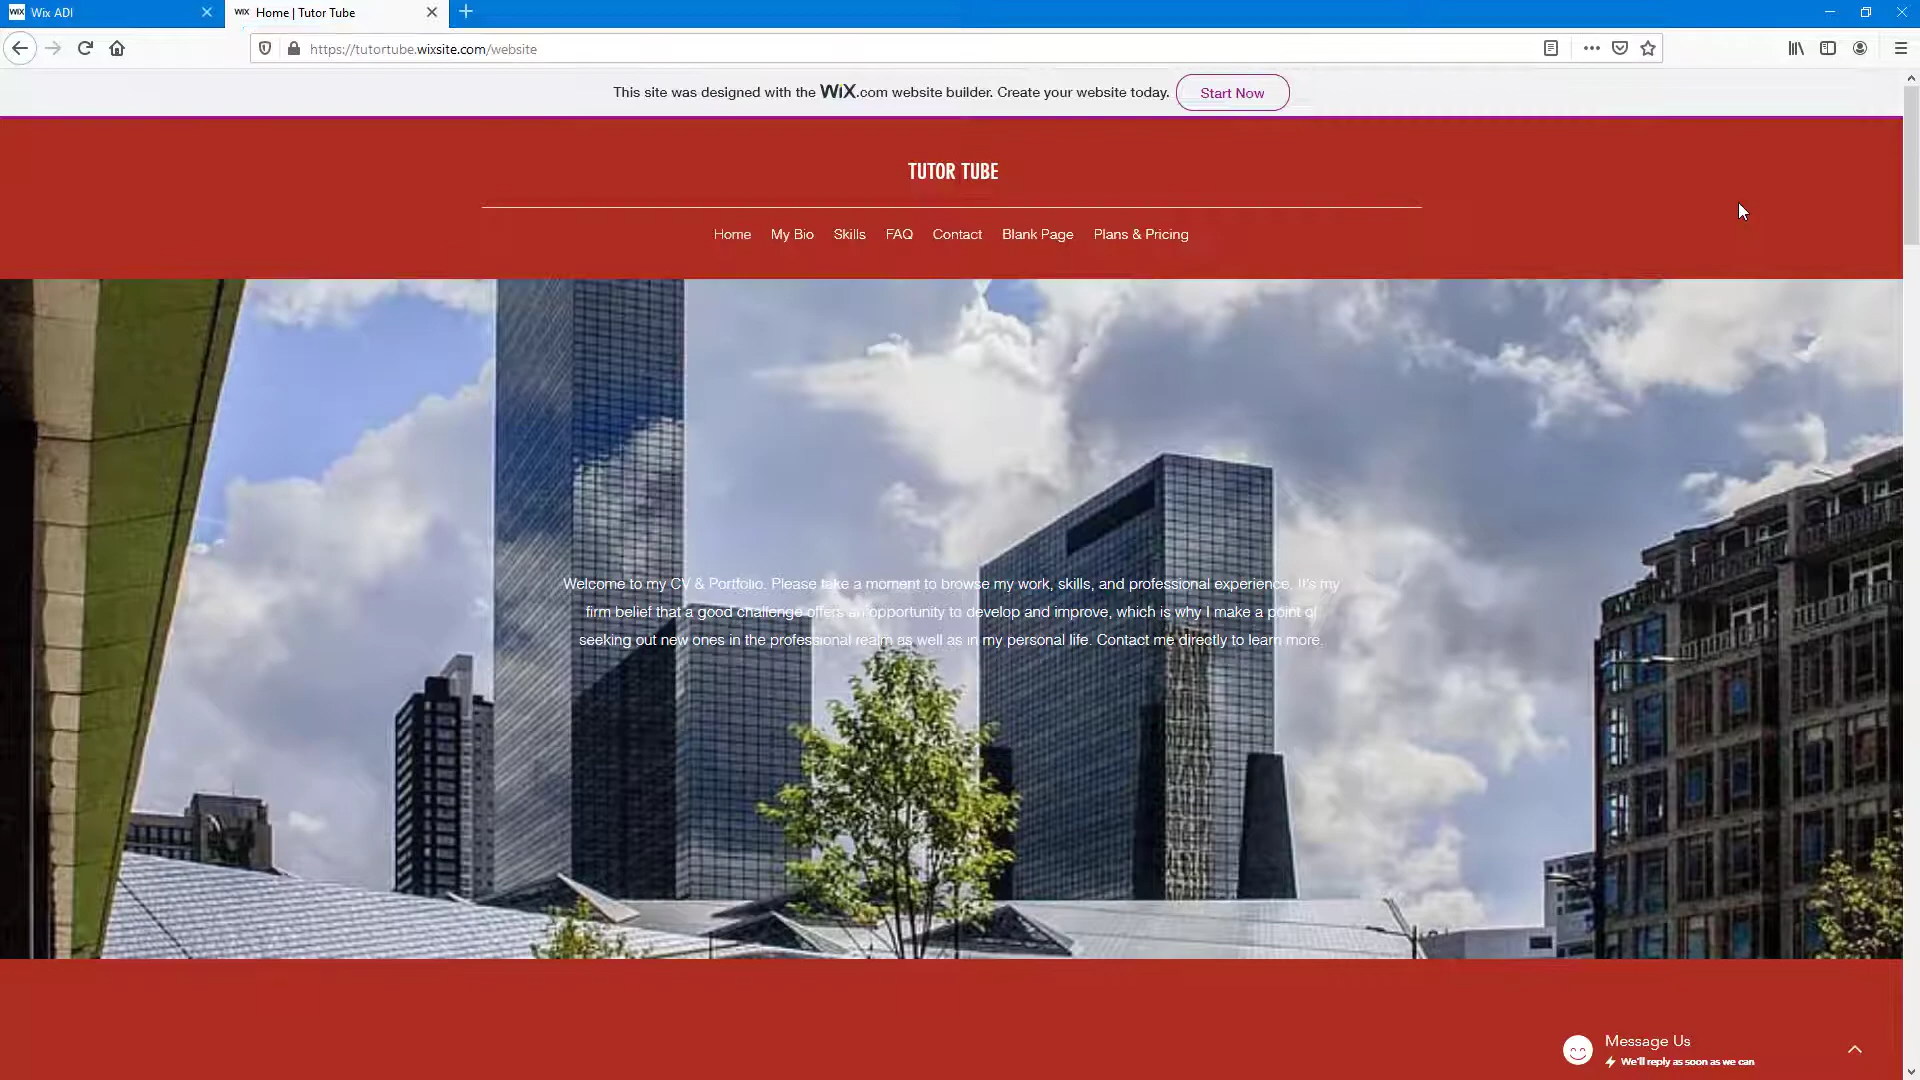 WiX Wix ADI
WiX Home | Tutor Tube
https://tutortube.wixsite.com/website
This site was designed with the WiX.com website builder. Create your website today. Start Now
TUTOR TUBE
Home My Bio Skills FAQ Contact Blank Page Plans & Pricing
Welcome to my CV & Portfolio. Please take a moment to browse my work, skills, and professional experience. It's my
firm belief that a good challenge offers an opportunity to develop and improve, which is why I make a point of
seeking out new ones in the professional realm as well as in my personal life. Contact me directly to learn more.
Message Us
We'll reply as soon as we can